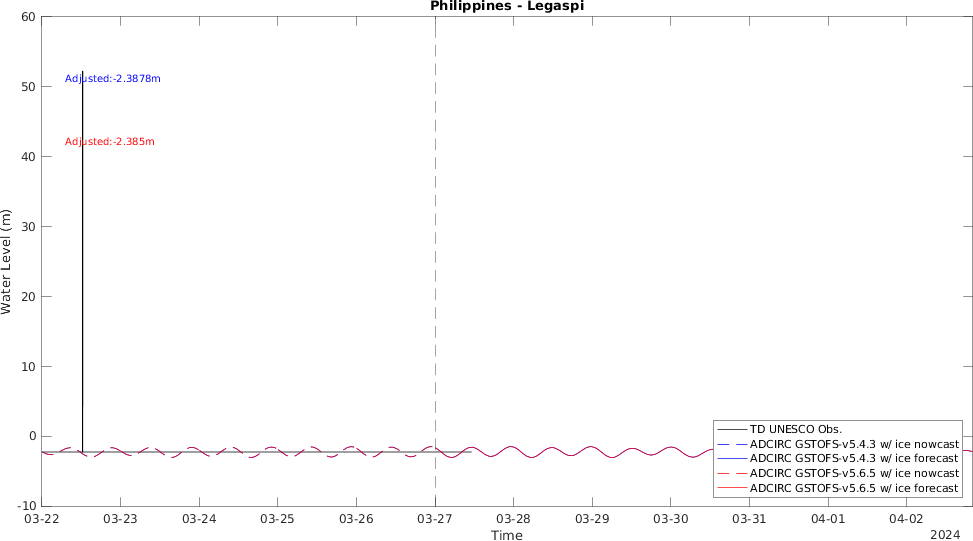 Philippines - Legaspi
60
50
40
30
20
10
0
-10
Water Level (m)
Adjusted:-2.3878m
Adjusted:-2.385m
TD UNESCO Obs.
ADCIRC GSTOFS-v5.4.3 w/ ice nowcast
ADCIRC GSTOFS-v5.4.3 w/ ice forecast
ADCIRC GSTOFS-v5.6.5 w/ ice nowcast
ADCIRC GSTOFS-v5.6.5 w/ ice forecast
03-22 03-23 03-24 03-25 03-26 03-27 03-28 03-29 03-30 03-31 04-01 04-02
Time
2024